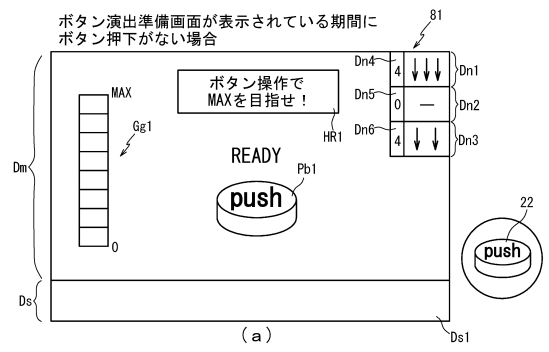 ボタン演出準備画面が表示されている期間に
ボタン押下がない場合
81
Dn4
4
↓↓↓
Dn1
Dn5
0
—
Dn2
Dn6
4
↓↓
Dn3
MAX
Gg1
0
ボタン操作で
MAXを目指せ！
HR1
READY
Pb1
push
22
push
Dm
Ds
Ds1
(a)